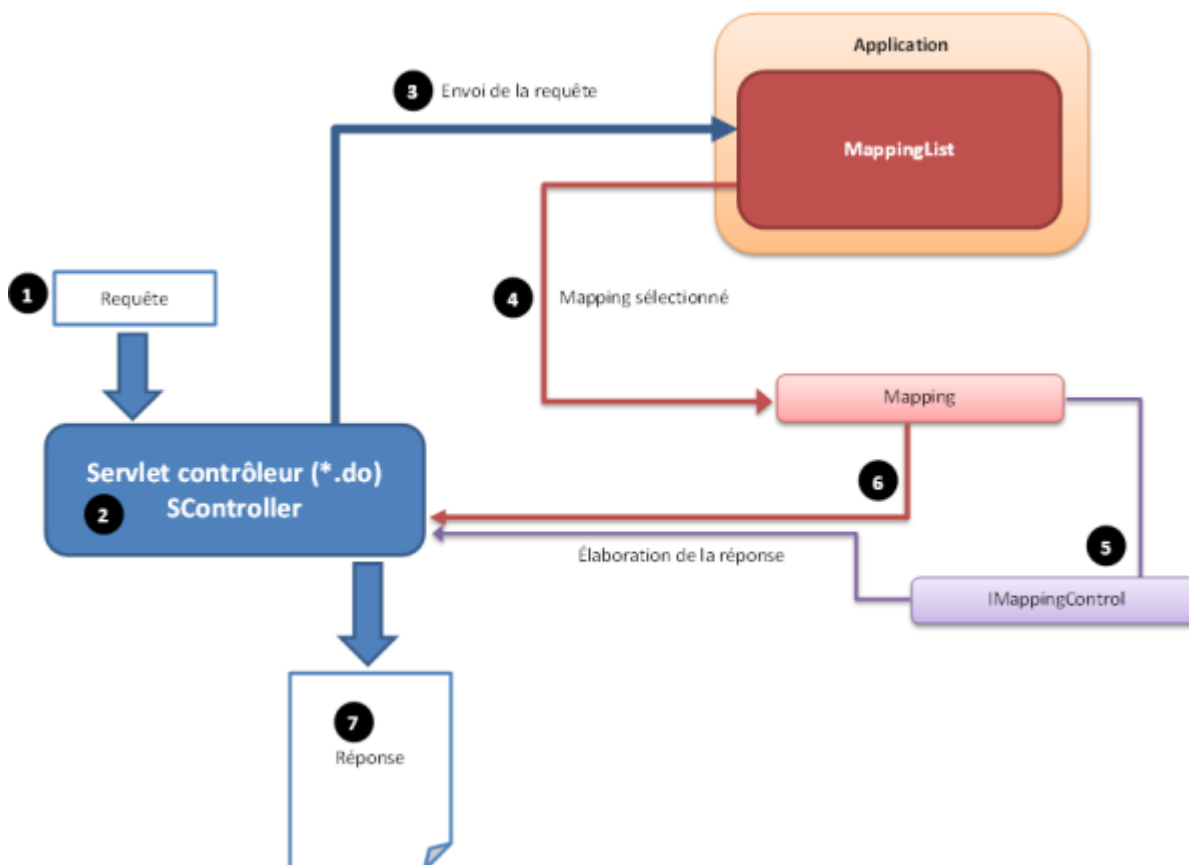 Application
3 Envoi de la requête
MappingList
1 Requête
4 Mapping sélectionné
Mapping
Servlet contrôleur (*.do)
SController
2
6
Élaboration de la réponse
5
IMappingControl
7
Réponse